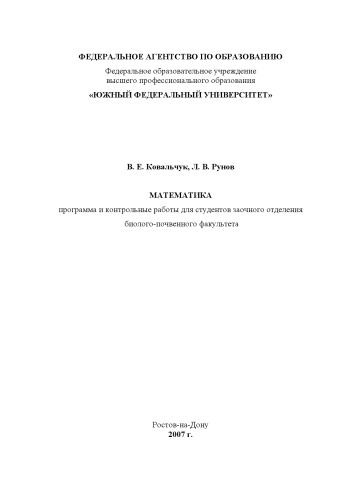 ФЕДЕРАЛЬНОЕ АГЕНТСТВО ПО ОБРАЗОВАНИЮ
Федеральное образовательное учреждение
высшего профессионального образования
«ЮЖНЫЙ ФЕДЕРАЛЬНЫЙ УНИВЕРСИТЕТ»
В. Е. Ковальчук, Л. В. Рунов
МАТЕМАТИКА
программа и контрольные работы для студентов заочного отделения
биолого-почвенного факультета
Ростов-на-Дону
2007 г.